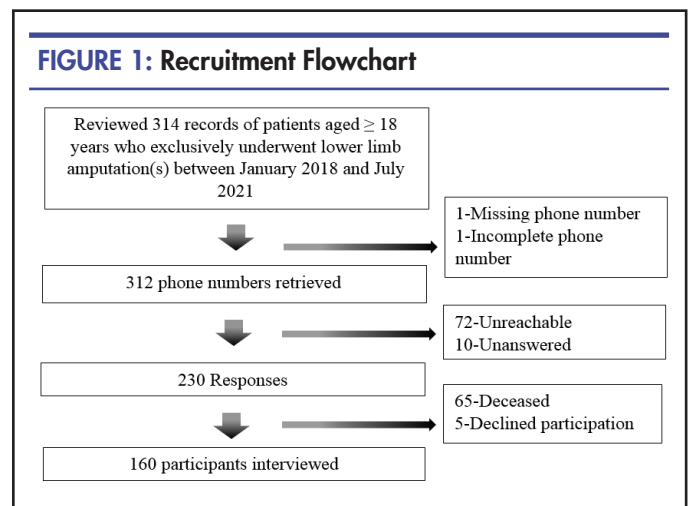 FIGURE 1: Recruitment Flowchart
Reviewed 314 records of patients aged ≥ 18
years who exclusively underwent lower limb
amputation(s) between January 2018 and July
2021
1-Missing phone number
1-Incomplete phone
number
312 phone numbers retrieved
72-Unreachable
10-Unanswered
230 Responses
65-Deceased
5-Declined participation
160 participants interviewed